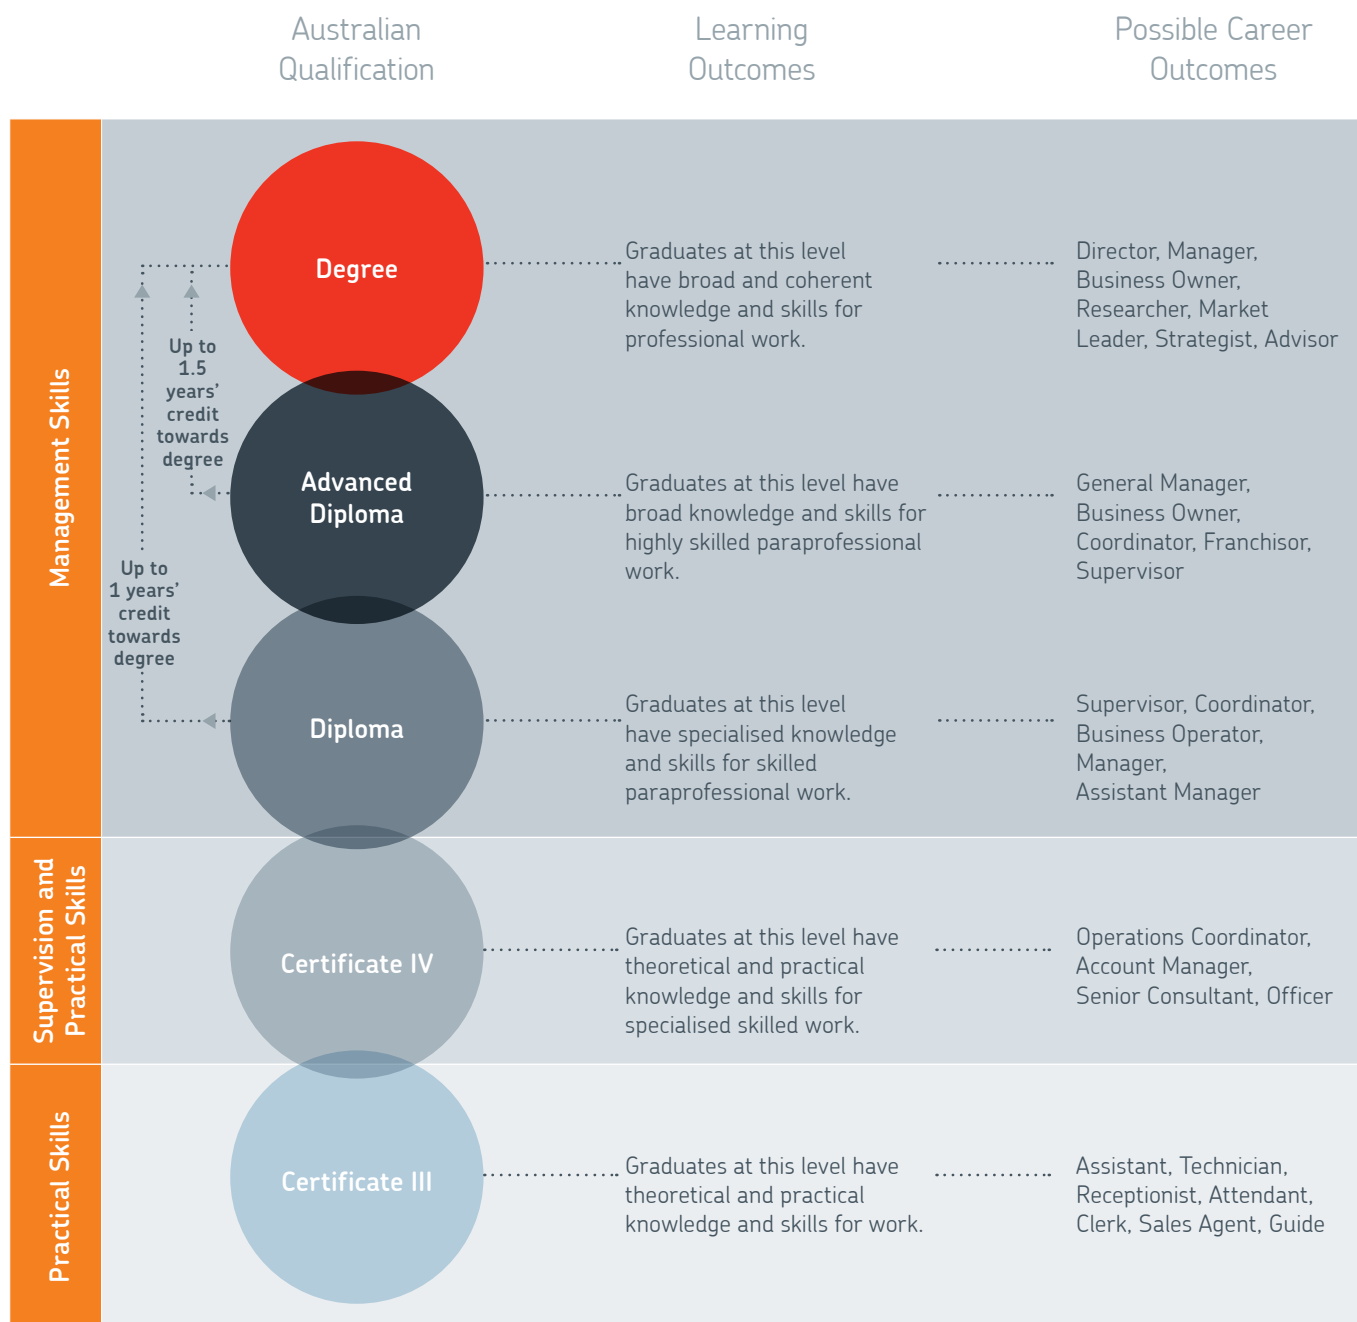 Australian
Qualification
Learning
Outcomes
Possible Career
Outcomes
Management Skills
Degree
Graduates at this level
have broad and coherent
knowledge and skills for
professional work.
Director, Manager,
Business Owner,
Researcher, Market
Leader, Strategist, Advisor
Up to
1.5
years’
credit
towards
degree
Advanced
Diploma
Graduates at this level have
broad knowledge and skills for
highly skilled paraprofessional
work.
General Manager,
Business Owner,
Coordinator, Franchisor,
Supervisor
Up to
1 years’
credit
towards
degree
Diploma
Graduates at this level
have specialised knowledge
and skills for skilled
paraprofessional work.
Supervisor, Coordinator,
Business Operator,
Manager,
Assistant Manager
Supervision and
Practical Skills
Certificate IV
Graduates at this level have
theoretical and practical
knowledge and skills for
specialised skilled work.
Operations Coordinator,
Account Manager,
Senior Consultant, Officer
Practical Skills
Certificate III
Graduates at this level have
theoretical and practical
knowledge and skills for work.
Assistant, Technician,
Receptionist, Attendant,
Clerk, Sales Agent, Guide